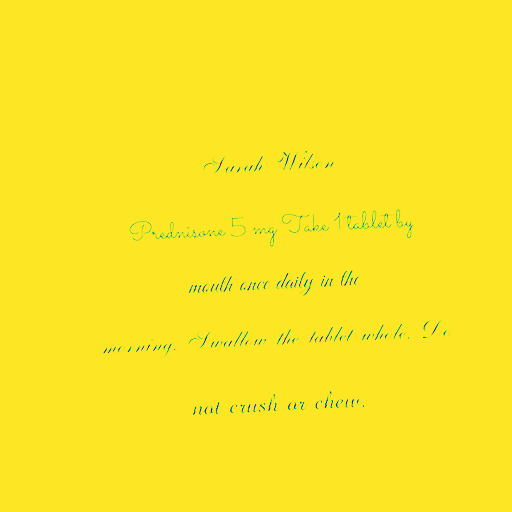 Sarah Wilson
Prednisone 5 mg Take 1 tablet by
mouth once daily in the
morning. Swallow the tablet whole. Do
not crush or chew.